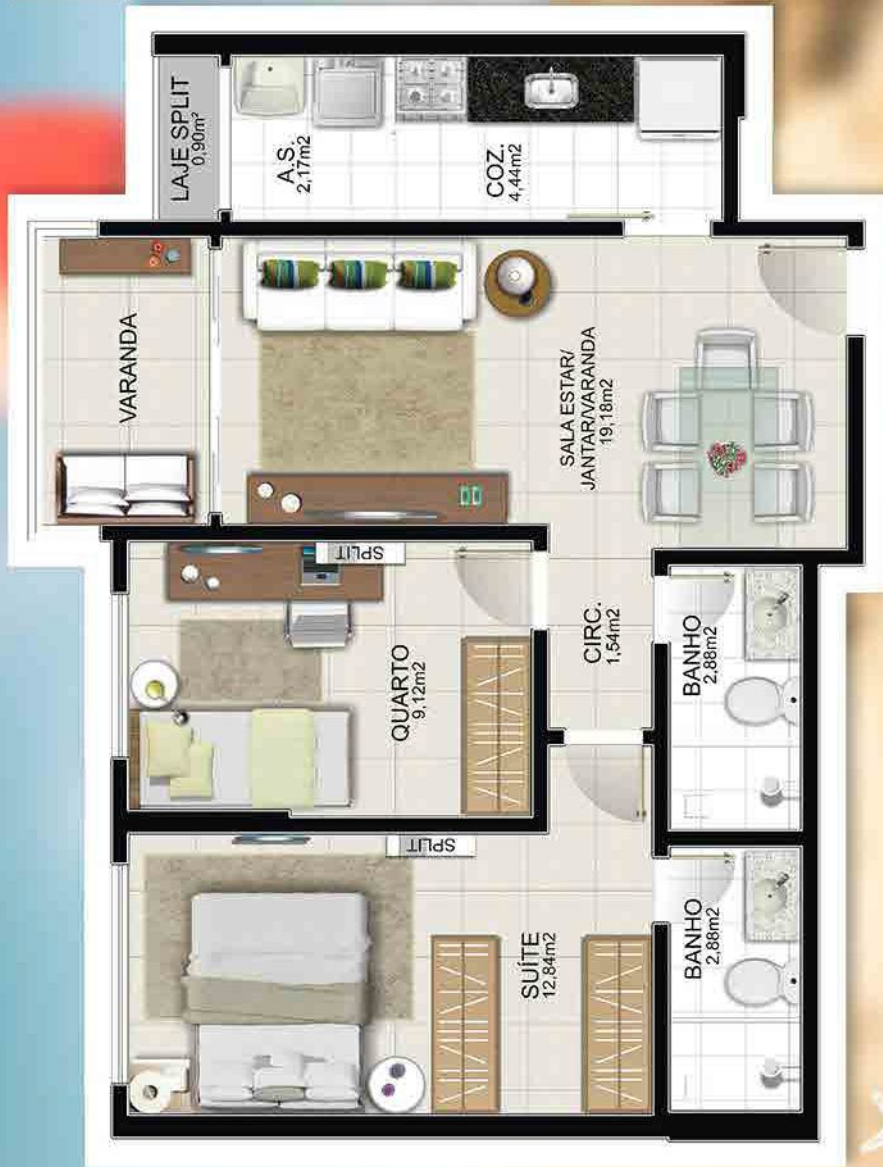 LAJE SPLIT
0,90m²
A.S.
2,17m2
COZ.
4,44m2
VARANDA
SALA ESTAR/
JANTAR/VARANDA
19,18m2
SPLIT
QUARTO
9,12m2
CIRC.
1,54m2
BANHO
2,88m2
SPLIT
SUÍTE
12,84m2
BANHO
2,88m2